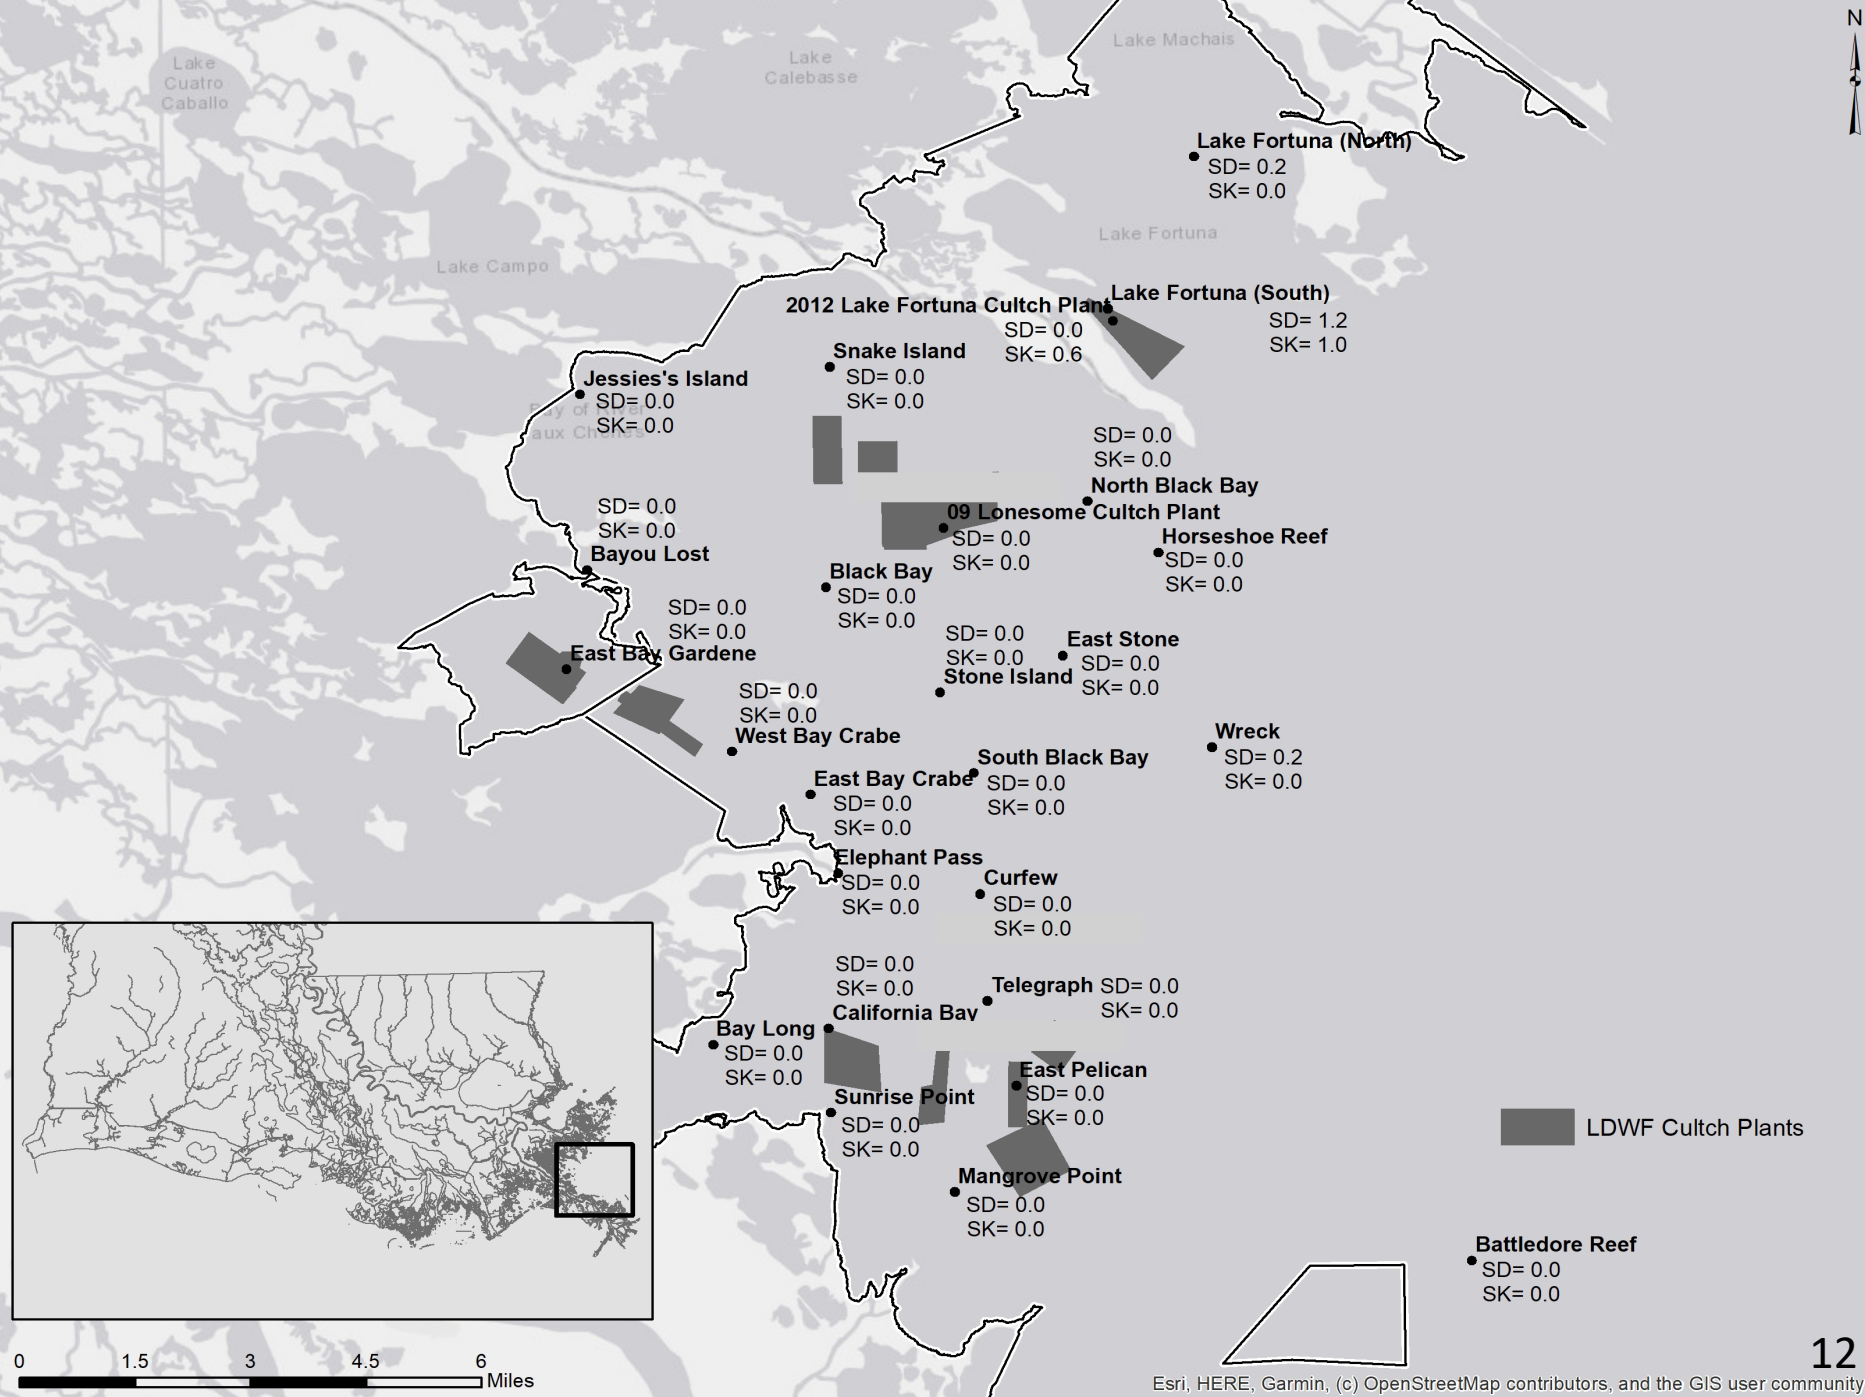 N
Lake Machais
Lake
Calebasse
Lake
Cuatro
Caballo
Lake Fortuna (North)
SD= 0.2
SK= 0.0
Lake Fortuna
Lake Campo
Lake Fortuna (South)
SD= 1.2
SK= 1.0
2012 Lake Fortuna Cultch Plant
SD= 0.0
SK= 0.6
Snake Island
SD= 0.0
SK= 0.0
Jessies's Island
SD= 0.0
SK= 0.0
Bay of River
aux Chenes
SD= 0.0
SK= 0.0
North Black Bay
SD= 0.0
SK= 0.0
Bayou Lost
09 Lonesome Cultch Plant
SD= 0.0
SK= 0.0
Horseshoe Reef
SD= 0.0
SK= 0.0
Black Bay
SD= 0.0
SK= 0.0
SD= 0.0
SK= 0.0
East Bay Gardene
SD= 0.0
SK= 0.0
Stone Island
East Stone
SD= 0.0
SK= 0.0
SD= 0.0
SK= 0.0
West Bay Crabe
Wreck
SD= 0.2
SK= 0.0
South Black Bay
SD= 0.0
SK= 0.0
East Bay Crabe
SD= 0.0
SK= 0.0
Elephant Pass
SD= 0.0
SK= 0.0
Curfew
SD= 0.0
SK= 0.0
SD= 0.0
SK= 0.0
California Bay
Telegraph SD= 0.0
SK= 0.0
Bay Long
SD= 0.0
SK= 0.0
East Pelican
SD= 0.0
SK= 0.0
Sunrise Point
SD= 0.0
SK= 0.0
LDWF Cultch Plants
Mangrove Point
SD= 0.0
SK= 0.0
Battledore Reef
SD= 0.0
SK= 0.0
0 1.5 3 4.5 6
Miles
12
Esri, HERE, Garmin, (c) OpenStreetMap contributors, and the GIS user community